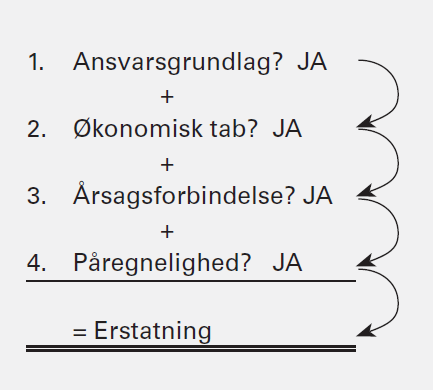 1. Ansvarsgrundlag? JA
+
2. Økonomisk tab? JA
+
3. Årsagsforbindelse? JA
+
4. Påregnelighed? JA
= Erstatning